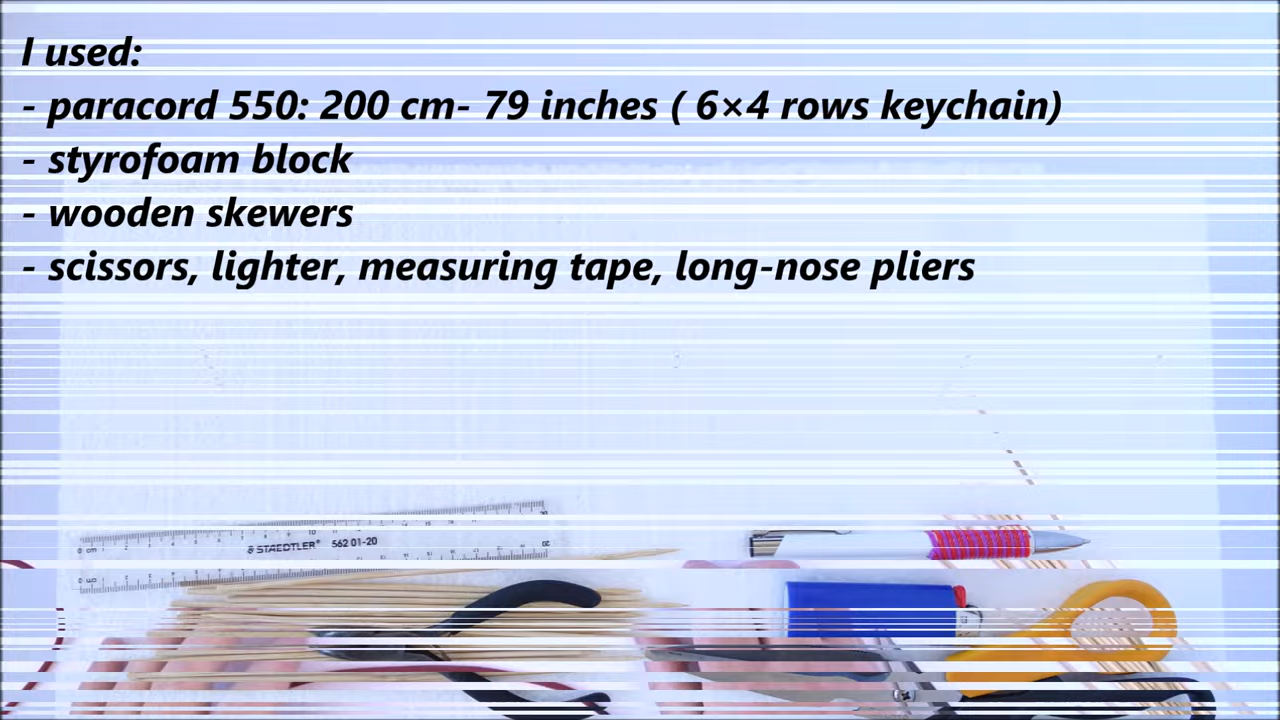 I used:
- paracord 550: 200 cm- 79 inches ( 6×4 rows keychain)
- styrofoam block
- wooden skewers
- scissors, lighter, measuring tape, long-nose pliers
STAEDTLER® 562 01-20